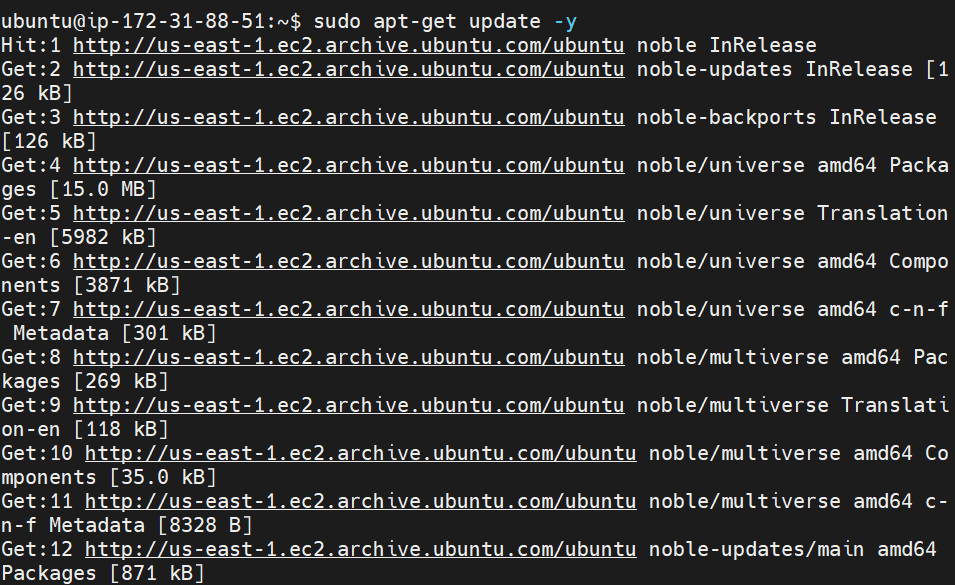 ubuntu@ip-172-31-88-51:~$ sudo apt-get update -y
Hit:1 http://us-east-1.ec2.archive.ubuntu.com/ubuntu noble InRelease
Get:2 http://us-east-1.ec2.archive.ubuntu.com/ubuntu noble-updates InRelease [1
26 kB]
Get:3 http://us-east-1.ec2.archive.ubuntu.com/ubuntu noble-backports InRelease
[126 kB]
Get:4 http://us-east-1.ec2.archive.ubuntu.com/ubuntu noble/universe amd64 Packa
ges [15.0 MB]
Get:5 http://us-east-1.ec2.archive.ubuntu.com/ubuntu noble/universe Translation
-en [5982 kB]
Get:6 http://us-east-1.ec2.archive.ubuntu.com/ubuntu noble/universe amd64 Compo
nents [3871 kB]
Get:7 http://us-east-1.ec2.archive.ubuntu.com/ubuntu noble/universe amd64 c-n-f
 Metadata [301 kB]
Get:8 http://us-east-1.ec2.archive.ubuntu.com/ubuntu noble/multiverse amd64 Pac
kages [269 kB]
Get:9 http://us-east-1.ec2.archive.ubuntu.com/ubuntu noble/multiverse Translati
on-en [118 kB]
Get:10 http://us-east-1.ec2.archive.ubuntu.com/ubuntu noble/multiverse amd64 Co
mponents [35.0 kB]
Get:11 http://us-east-1.ec2.archive.ubuntu.com/ubuntu noble/multiverse amd64 c-
n-f Metadata [8328 B]
Get:12 http://us-east-1.ec2.archive.ubuntu.com/ubuntu noble-updates/main amd64
Packages [871 kB]